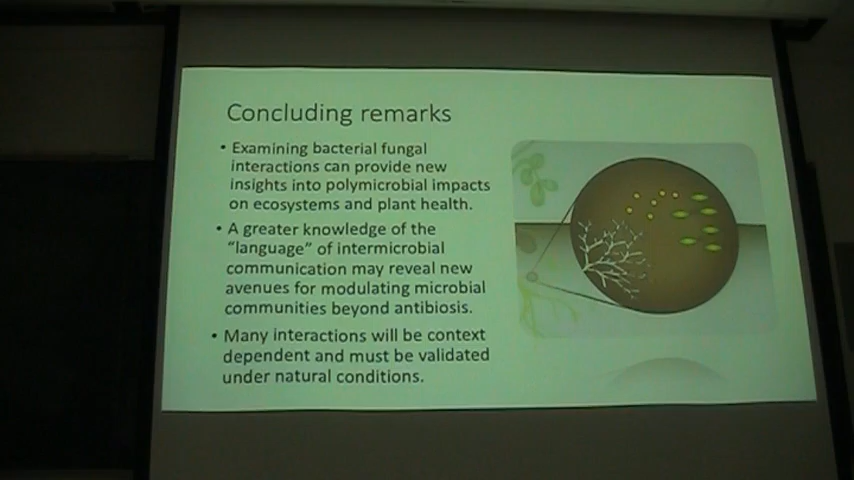 Concluding remarks
• Examining bacterial fungal
interactions can provide new
insights into polymicrobial impacts
on ecosystems and plant health.
• A greater knowledge of the
“language” of intermicrobial
communication may reveal new
avenues for modulating microbial
communities beyond antibiosis.
• Many interactions will be context
dependent and must be validated
under natural conditions.